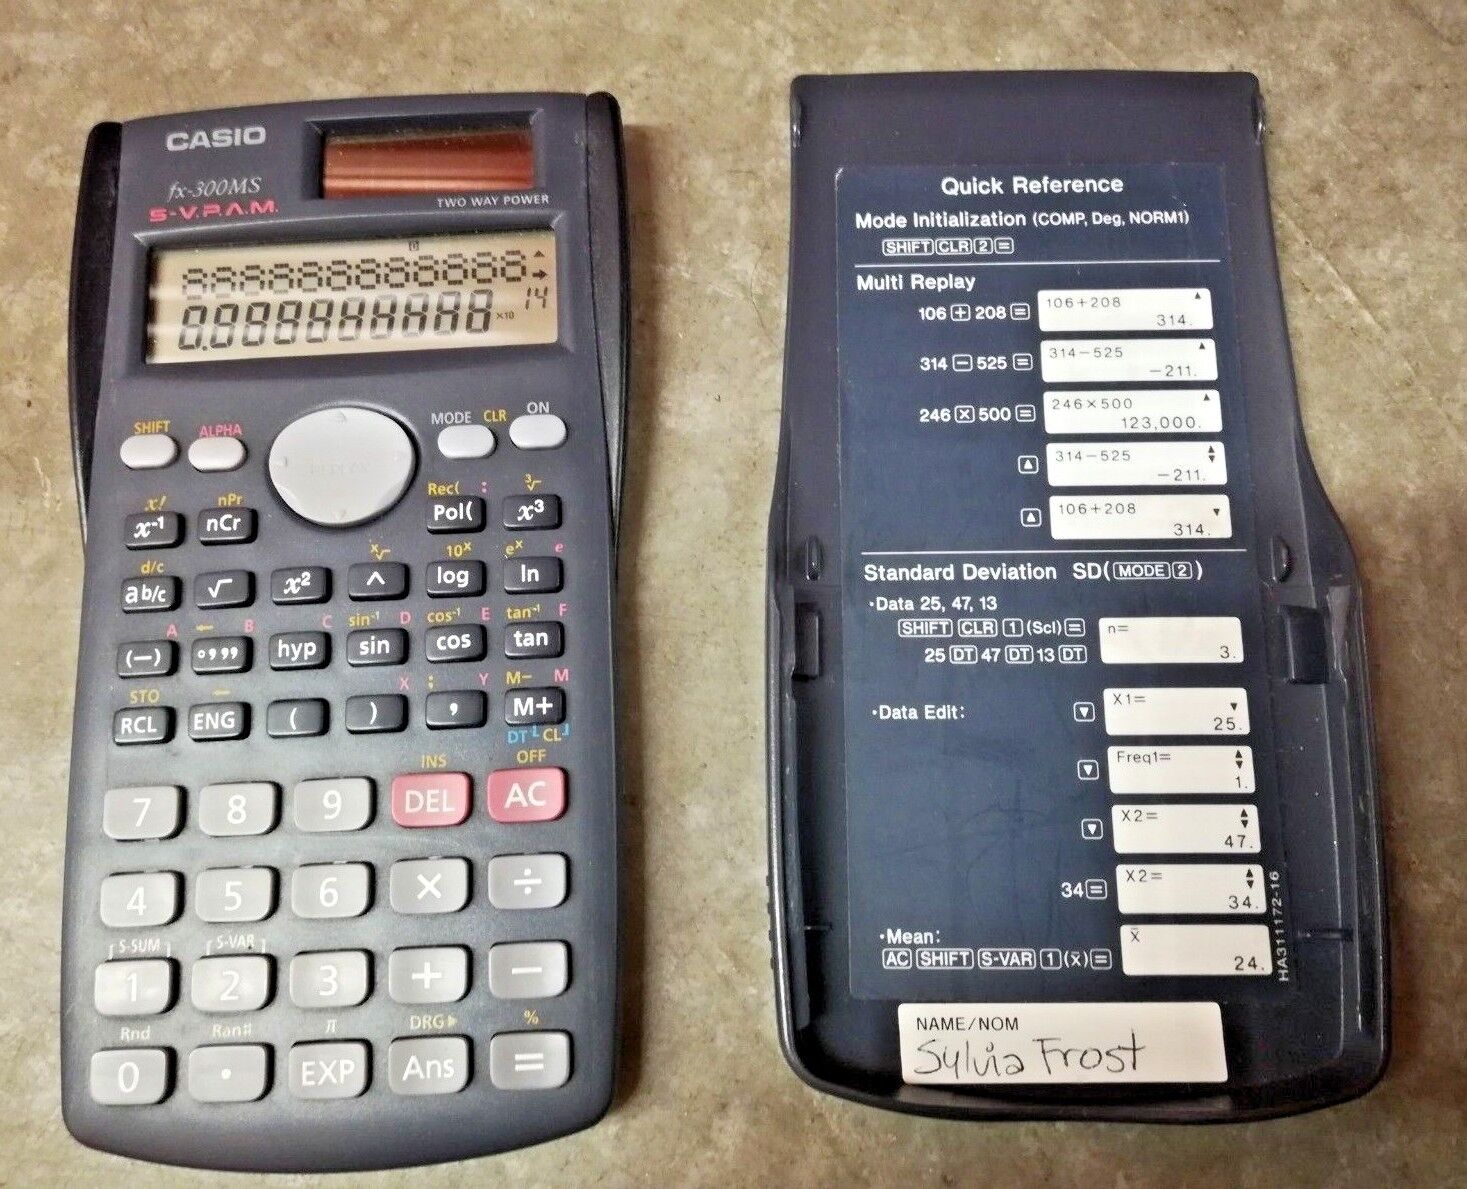 CASIO
fx-300MS
S-V.P.A.M.
TWO WAY POWER
14
×10
SHIFT ALPHA MODE CLR ON
x! nPr Rec( : ³√
x⁻¹ nCr Pol( x³
d/c ˣ√ 10ˣ eˣ e
ab/c √ x² ^ log ln
A ← B C sin⁻¹ D cos⁻¹ E tan⁻¹ F
(−) °,,, hyp sin cos tan
STO ← X ; Y M− M
RCL ENG ( ) , M+
DT CL
INS OFF
7 8 9 DEL AC
4 5 6 × ÷
S-SUM S-VAR
1 2 3 + −
Rnd Ran# π DRG▶ %
0 . EXP Ans =
Quick Reference
Mode Initialization (COMP, Deg, NORM1)
SHIFT CLR 2 =
Multi Replay
106 + 208 = 106+208 ▲
314.
314 − 525 = 314−525 ▲
−211.
246 × 500 = 246×500 ▲
123,000.
▲ 314−525 ▲▼
−211.
▲ 106+208 ▼
314.
Standard Deviation SD( MODE 2 )
·Data 25, 47, 13
SHIFT CLR 1 (Scl) = n=
25 DT 47 DT 13 DT 3.
·Data Edit: ▼ X1= ▼
25.
▼ Freq1= ▲▼
1.
▼ X2= ▲▼
47.
34 = X2= ▲▼
34.
·Mean:
AC SHIFT S-VAR 1 (x̄) = x̄
24.
HA311172-16
NAME/NOM
Sylvia Frost